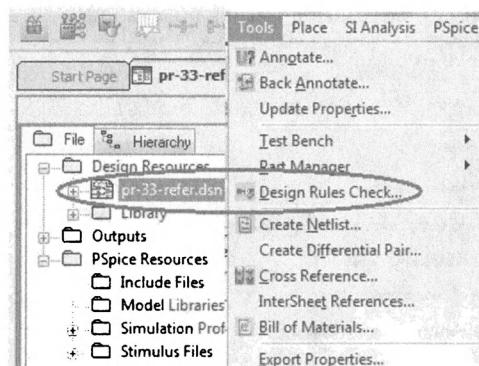 Tools Place SI Analysis PSpice
Start Page pr-33-ref
File Hierarchy
Design Resources
pr-33-refer.dsn
Library
Outputs
PSpice Resources
Include Files
Model Libraries
Simulation Prof
Stimulus Files
Annotate...
Back Annotate...
Update Properties...
Test Bench
Part Manager
Design Rules Check...
Create Netlist...
Create Differential Pair...
Cross Reference...
InterSheet References...
Bill of Materials...
Export Properties...